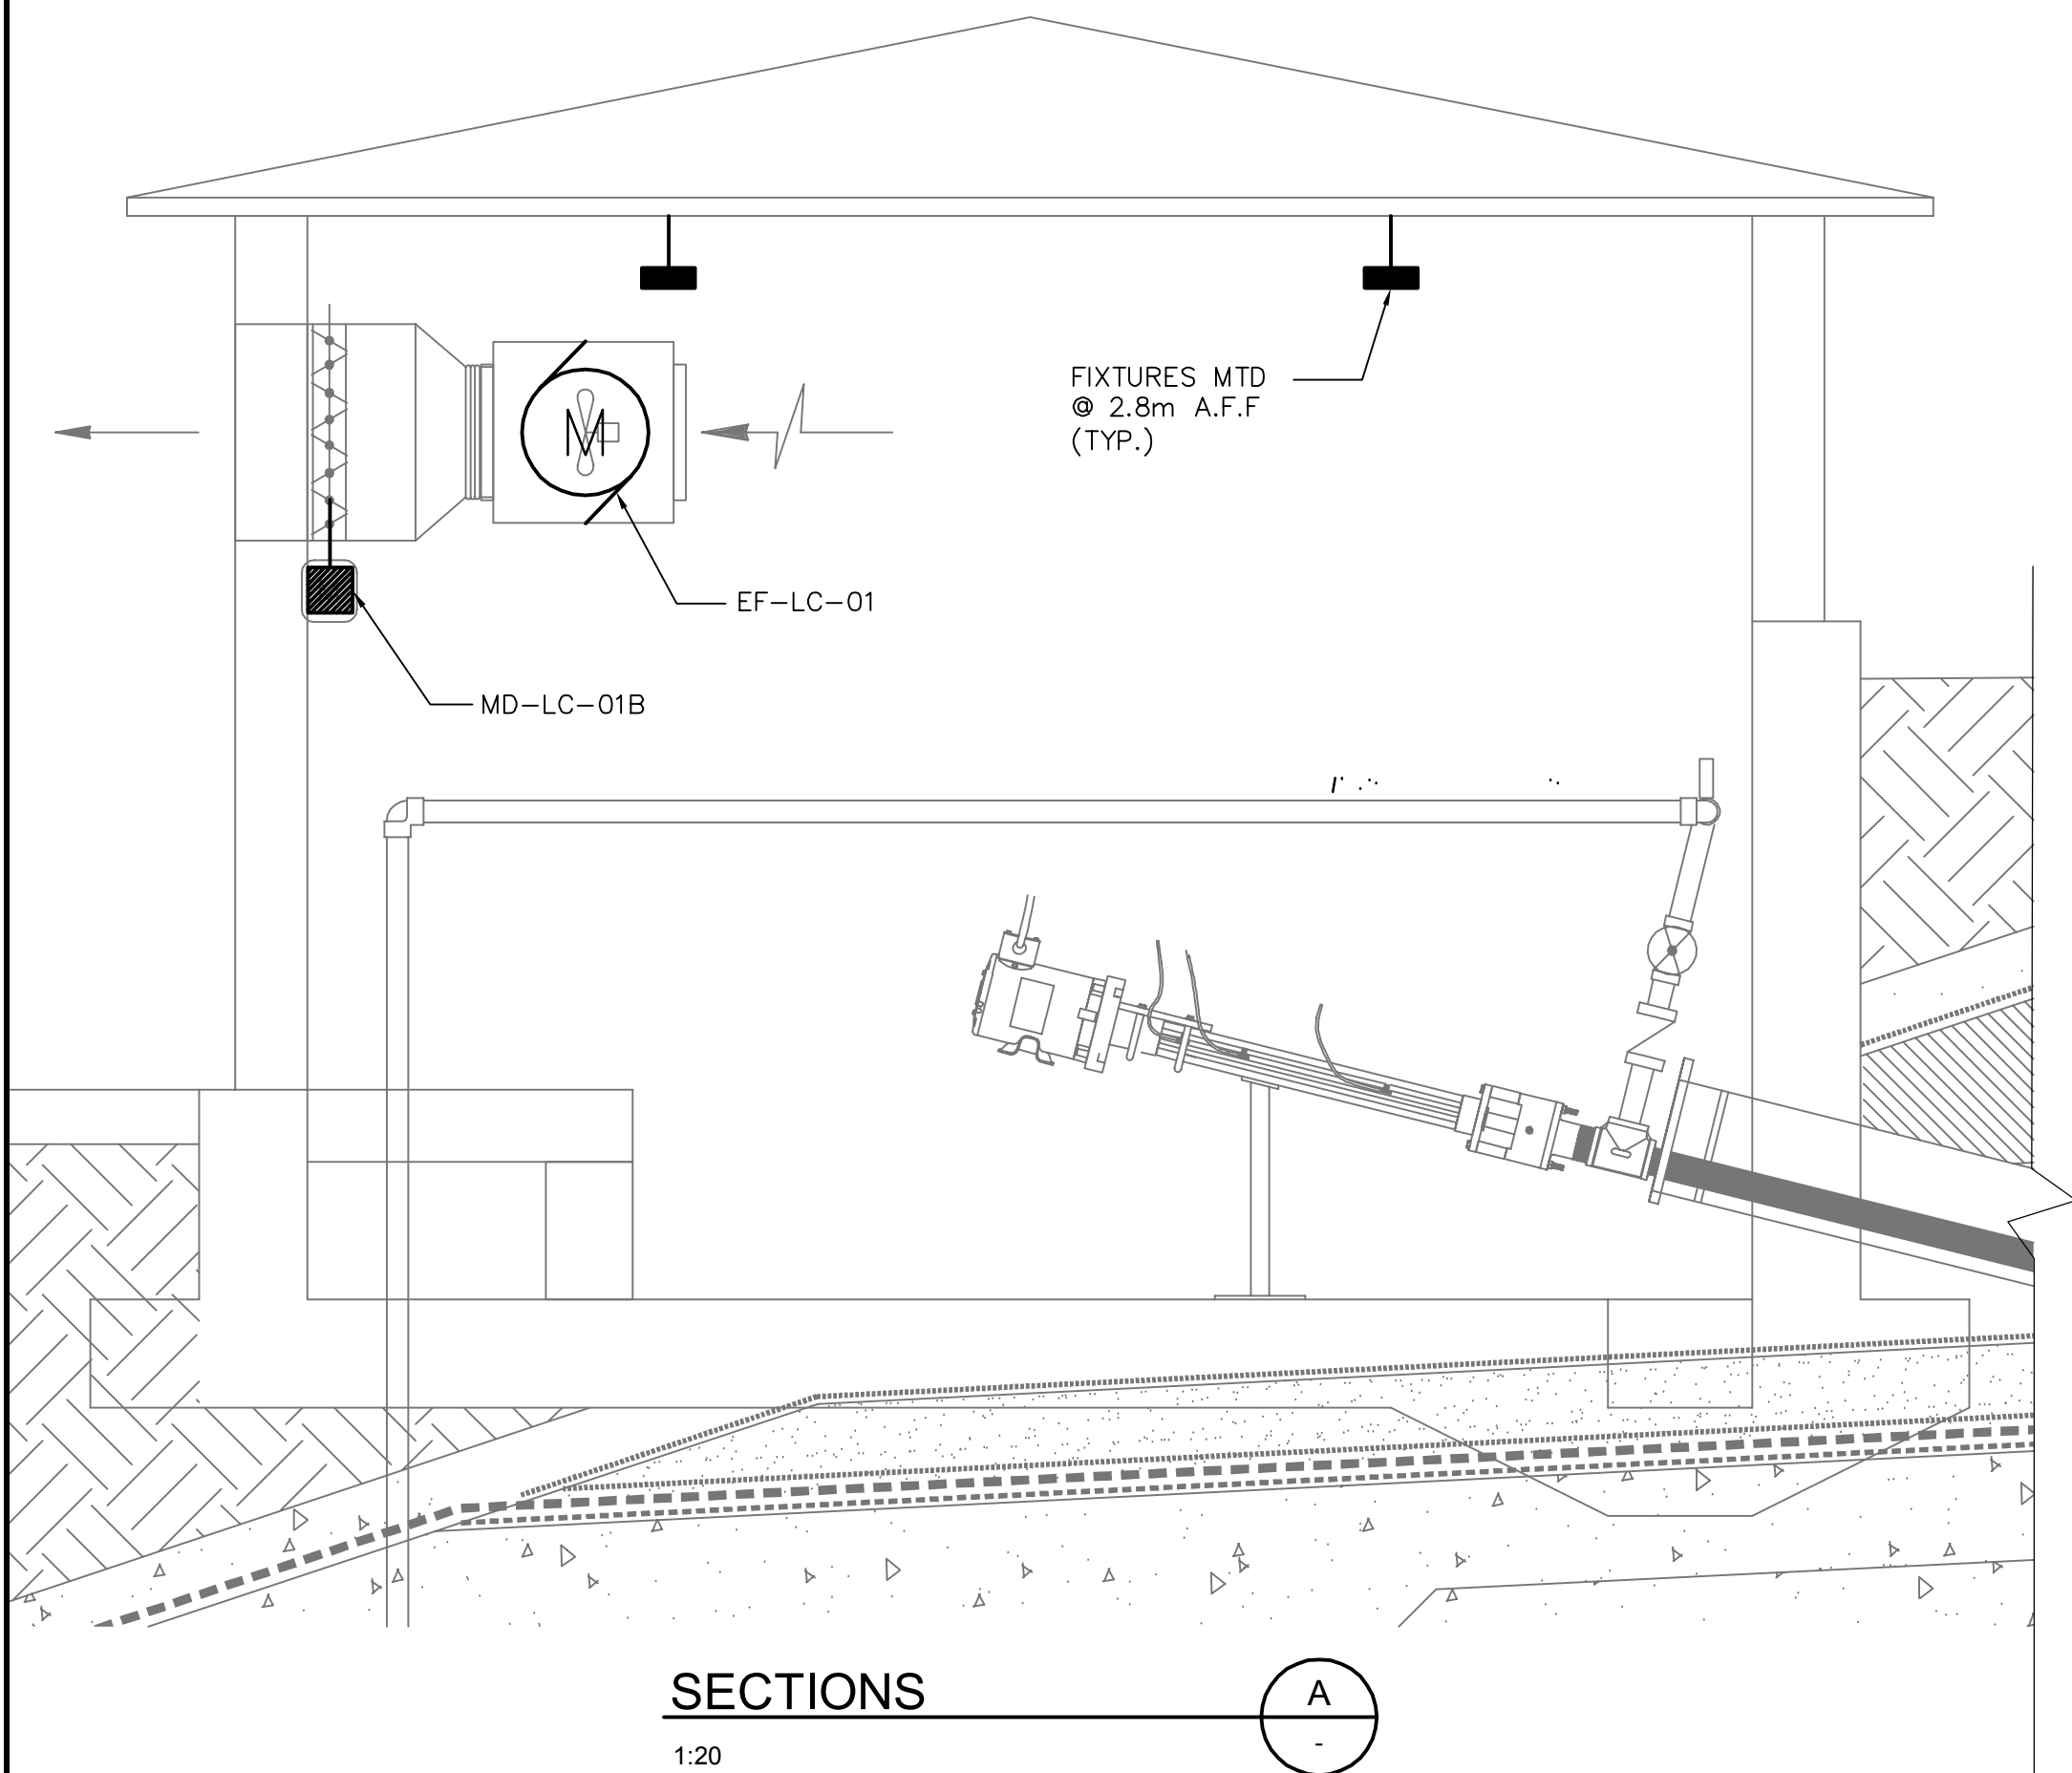 FIXTURES MTD
@ 2.8m A.F.F
(TYP.)
M
EF-LC-01
MD-LC-01B
SECTIONS
A
-
1:20